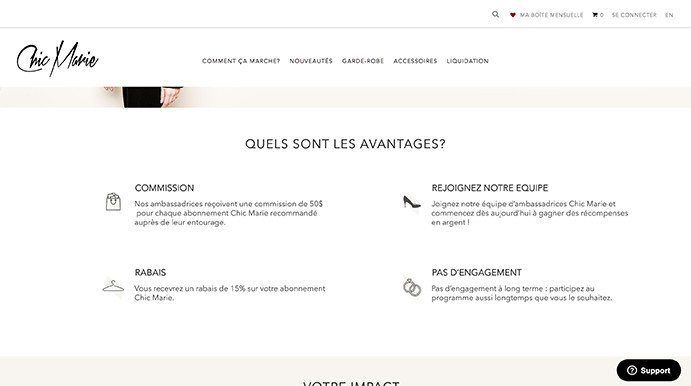 MA BOÎTE MENSUELLE 0 SE CONNECTER EN
Chic Marie
COMMENT ÇA MARCHE? NOUVEAUTÉS GARDE-ROBE ACCESSOIRES LIQUIDATION
QUELS SONT LES AVANTAGES?
COMMISSION
Nos ambassadrices reçoivent une commission de 50$
pour chaque abonnement Chic Marie recommandé
auprès de leur entourage.
REJOIGNEZ NOTRE EQUIPE
Joignez notre équipe d'ambassadrices Chic Marie et
commencez dès aujourd'hui à gagner des récompenses
en argent !
RABAIS
Vous recevrez un rabais de 15% sur votre abonnement
Chic Marie.
PAS D'ENGAGEMENT
Pas d'engagement à long terme : participez au
programme aussi longtemps que vous le souhaitez.
VOTRE IMPACT
Support